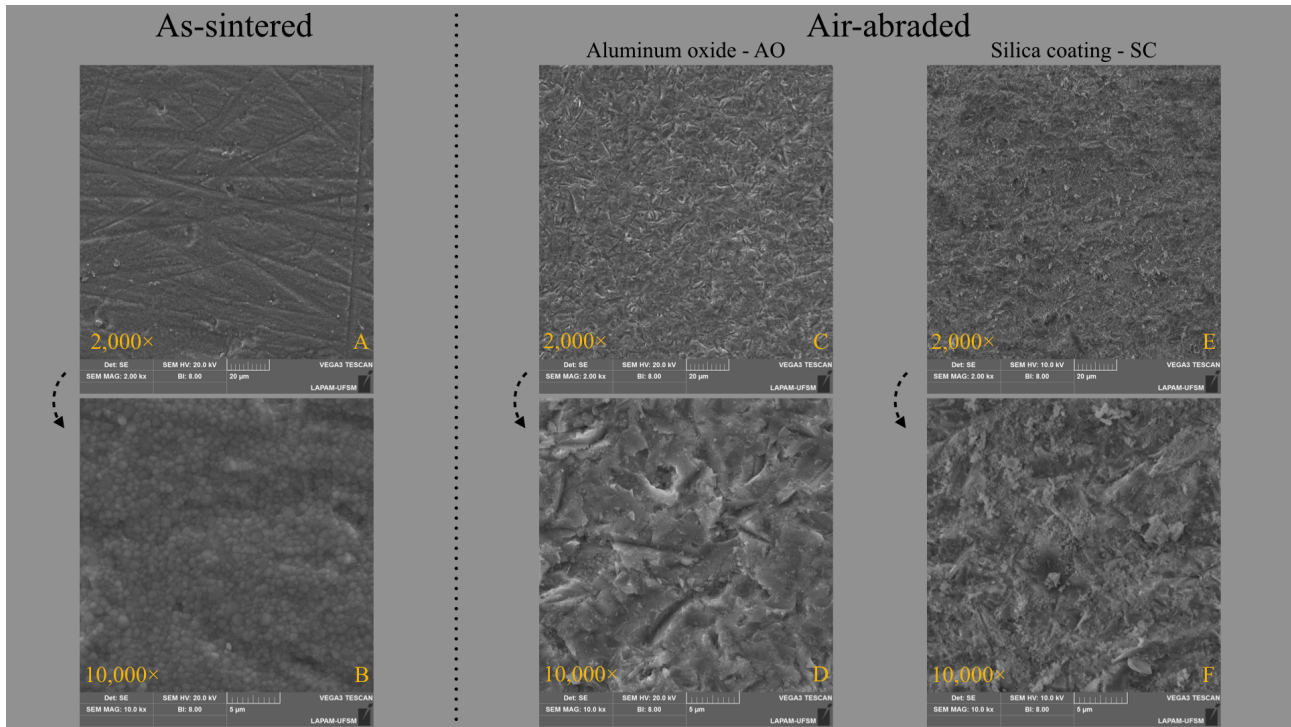 As-sintered
Air-abraded
Aluminum oxide - AO
Silica coating - SC
2,000×
A
Det: SE
SEM HV: 20.0 kV
20 µm
VEGA3 TESCAN
SEM MAG: 2.00 kx
BI: 8.00
LAPAM-UFSM
2,000×
C
Det: SE
SEM HV: 20.0 kV
20 µm
VEGA3 TESCAN
SEM MAG: 2.00 kx
BI: 8.00
LAPAM-UFSM
2,000×
E
Det: SE
SEM HV: 10.0 kV
20 µm
VEGA3 TESCAN
SEM MAG: 2.00 kx
BI: 8.00
LAPAM-UFSM
10,000×
B
Det: SE
SEM HV: 20.0 kV
5 µm
VEGA3 TESCAN
SEM MAG: 10.0 kx
BI: 8.00
LAPAM-UFSM
10,000×
D
Det: SE
SEM HV: 20.0 kV
5 µm
VEGA3 TESCAN
SEM MAG: 10.0 kx
BI: 8.00
LAPAM-UFSM
10,000×
F
Det: SE
SEM HV: 10.0 kV
5 µm
VEGA3 TESCAN
SEM MAG: 10.0 kx
BI: 8.00
LAPAM-UFSM